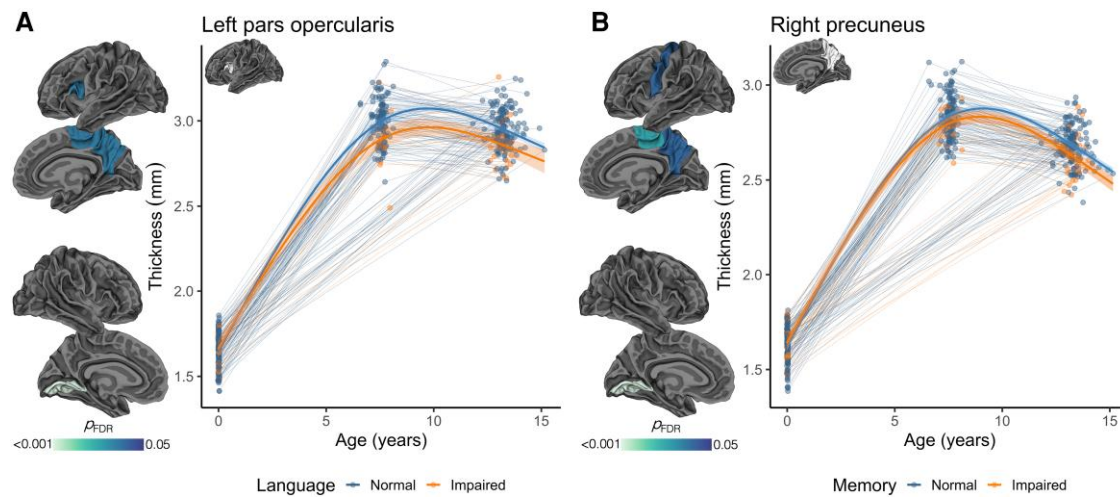 A
Left pars opercularis
Thickness (mm)
3.0
2.5
2.0
1.5
0
5
10
15
Age (years)
pFDR
<0.001
0.05
Language
Normal
Impaired
B
Right precuneus
Thickness (mm)
3.0
2.5
2.0
1.5
0
5
10
15
Age (years)
pFDR
<0.001
0.05
Memory
Normal
Impaired